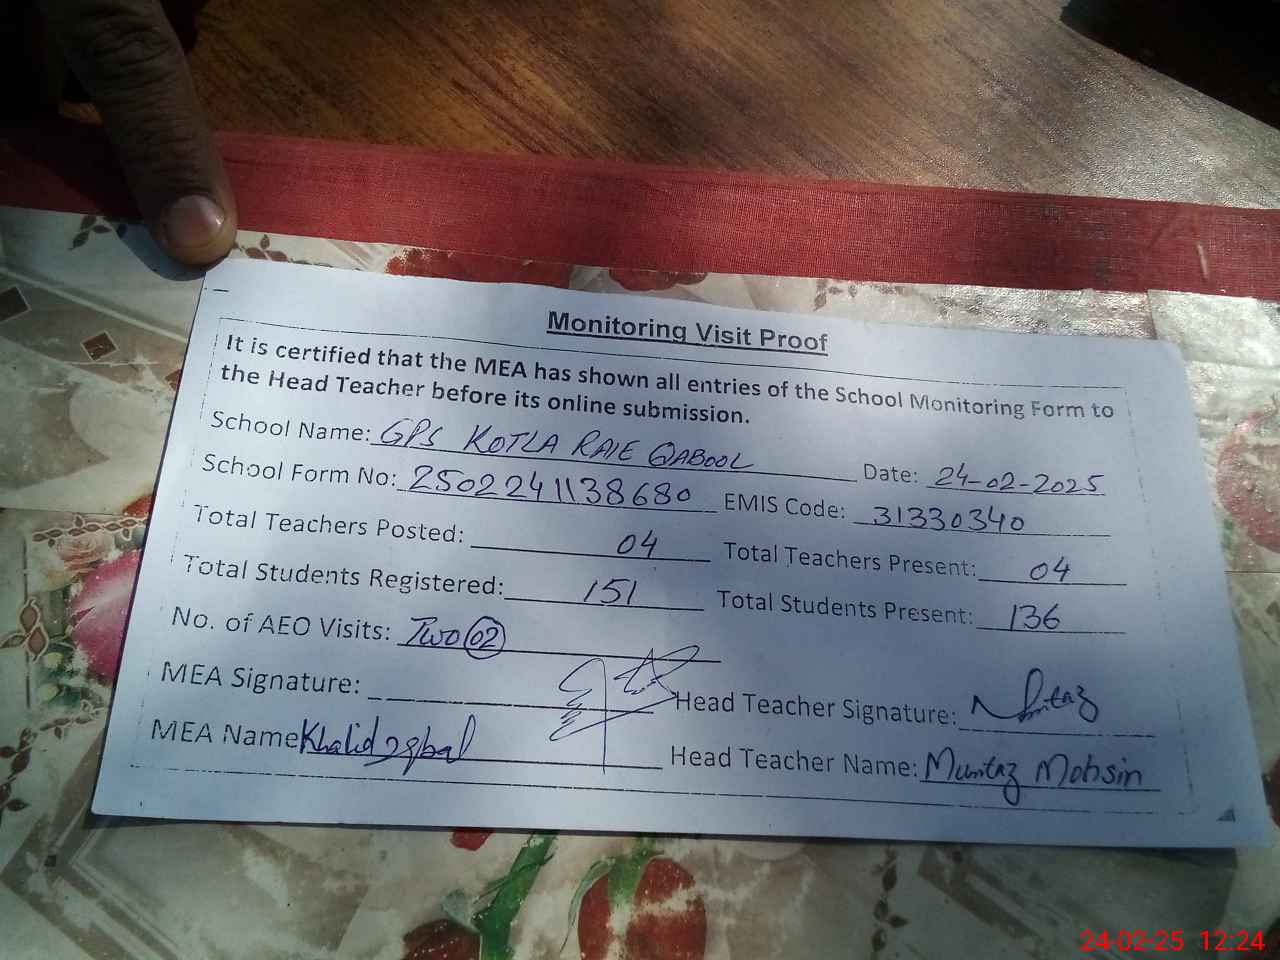 Monitoring Visit Proof
It is certified that the MEA has shown all entries of the School Monitoring Form to
the Head Teacher before its online submission.
School Name: GPS KOTLA RAIE QABOOL Date: 24-02-2025
School Form No: 2502241138680 EMIS Code: 31330340
Total Teachers Posted: 04 Total Teachers Present: 04
Total Students Registered: 151 Total Students Present: 136
No. of AEO Visits: Two 02
MEA Signature: Head Teacher Signature: Mumtaz
MEA Name Khalid Iqbal Head Teacher Name: Mumtaz Mohsin
24-02-25 12:24